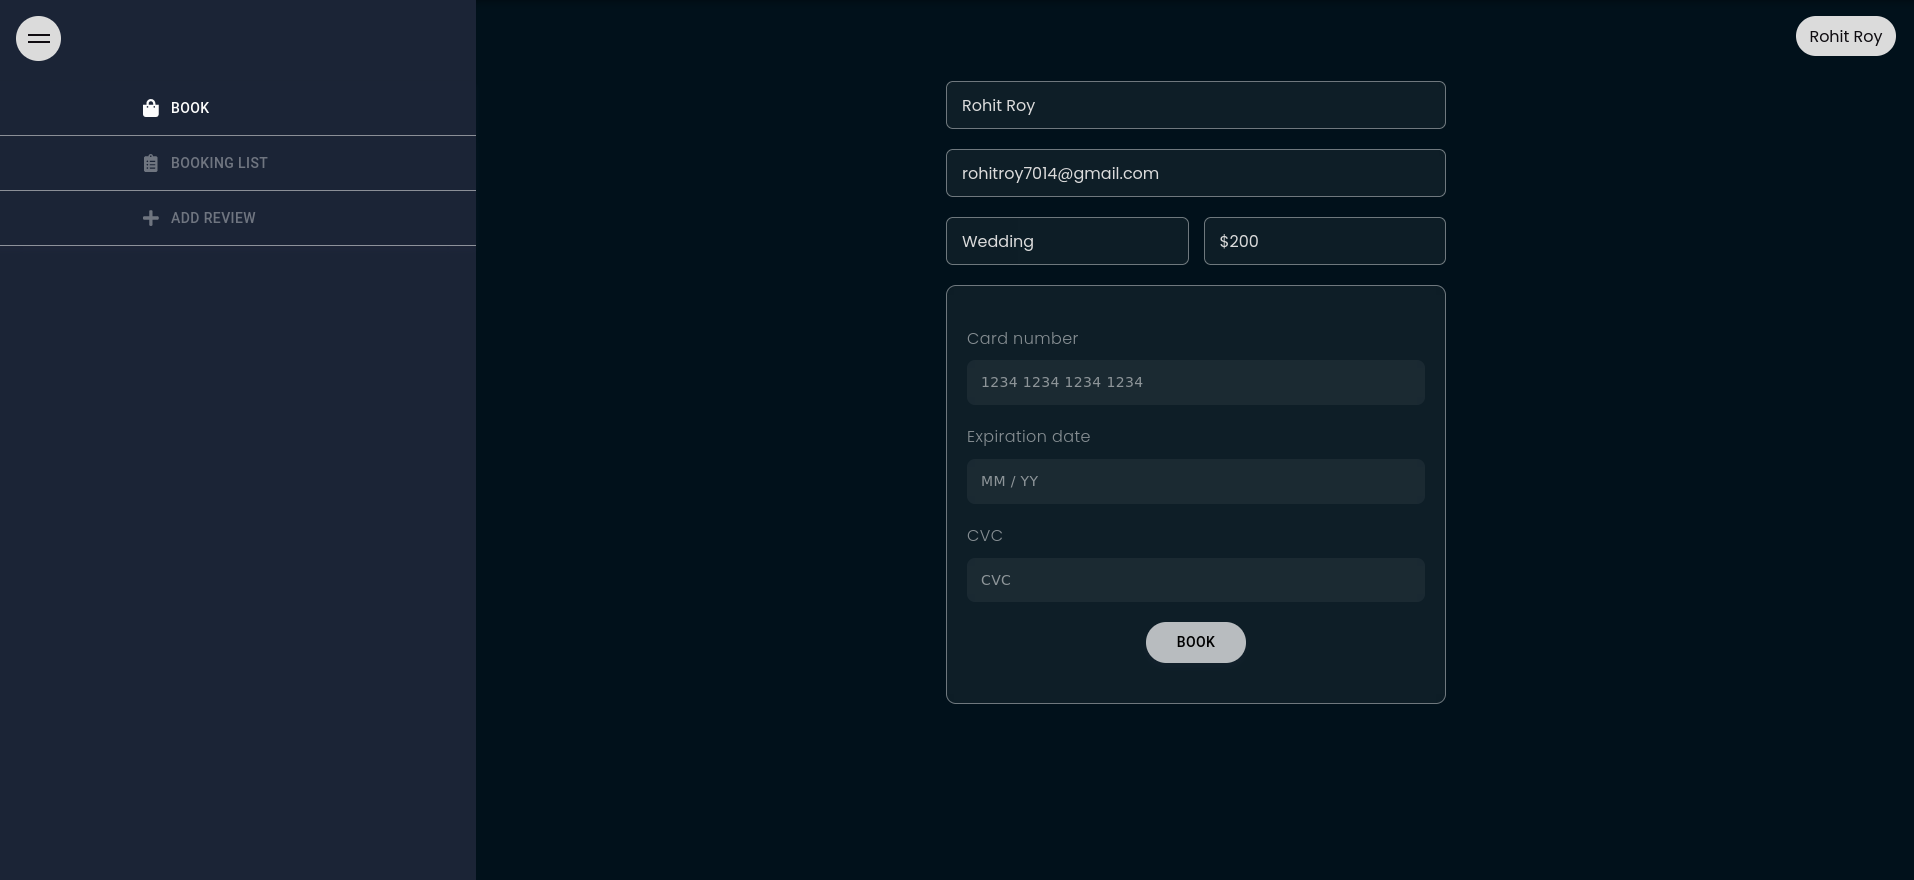 Rohit Roy
BOOK
BOOKING LIST
ADD REVIEW
Rohit Roy
rohitroy7014@gmail.com
Wedding
$200
Card number
1234 1234 1234 1234
Expiration date
MM / YY
CVC
CVC
BOOK